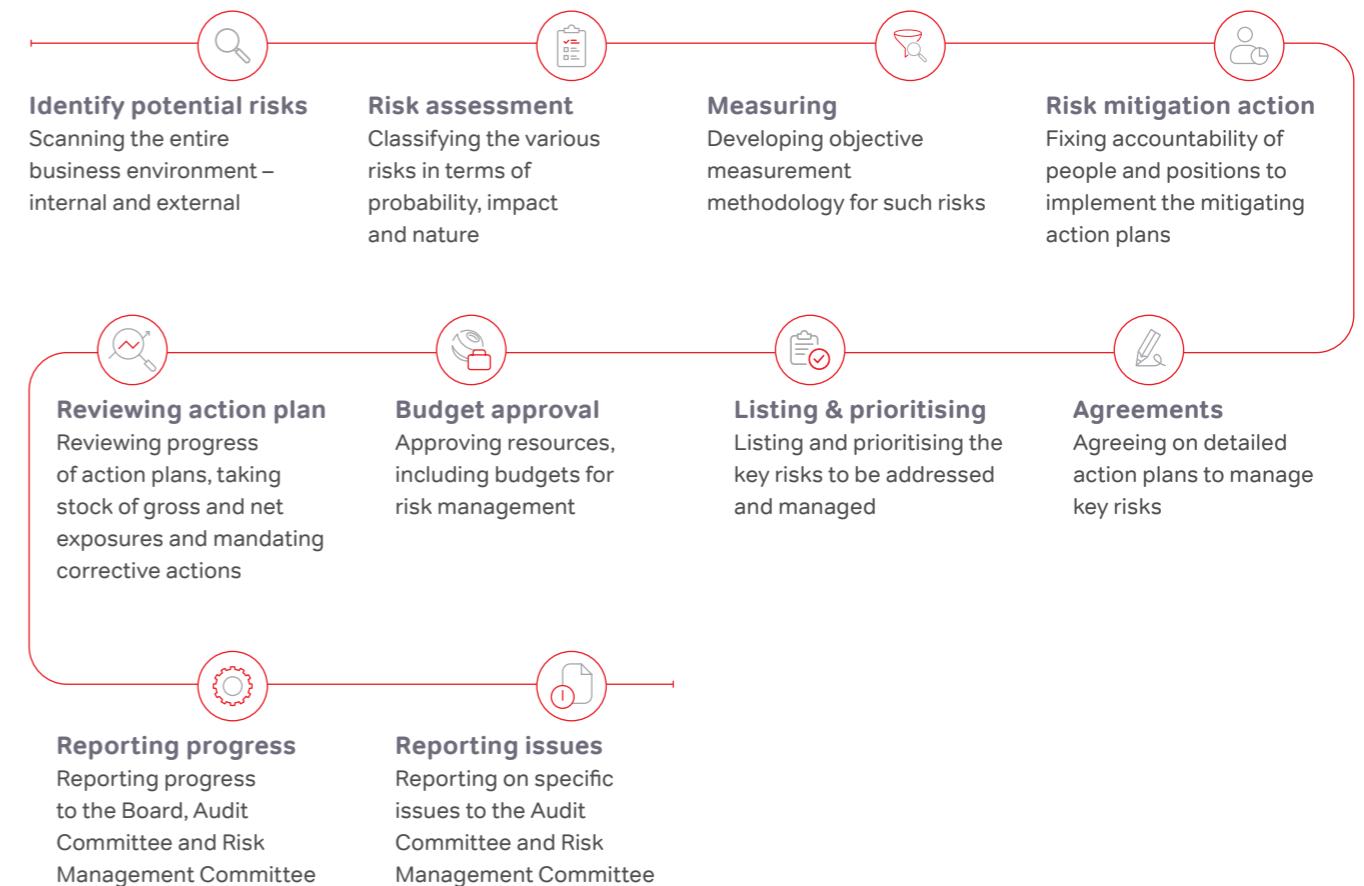 Identify potential risks
Scanning the entire
business environment –
internal and external
Risk assessment
Classifying the various
risks in terms of
probability, impact
and nature
Measuring
Developing objective
measurement
methodology for such risks
Risk mitigation action
Fixing accountability of
people and positions to
implement the mitigating
action plans
Reviewing action plan
Reviewing progress
of action plans, taking
stock of gross and net
exposures and mandating
corrective actions
Budget approval
Approving resources,
including budgets for
risk management
Listing & prioritising
Listing and prioritising the
key risks to be addressed
and managed
Agreements
Agreeing on detailed
action plans to manage
key risks
Reporting progress
Reporting progress
to the Board, Audit
Committee and Risk
Management Committee
Reporting issues
Reporting on specific
issues to the Audit
Committee and Risk
Management Committee